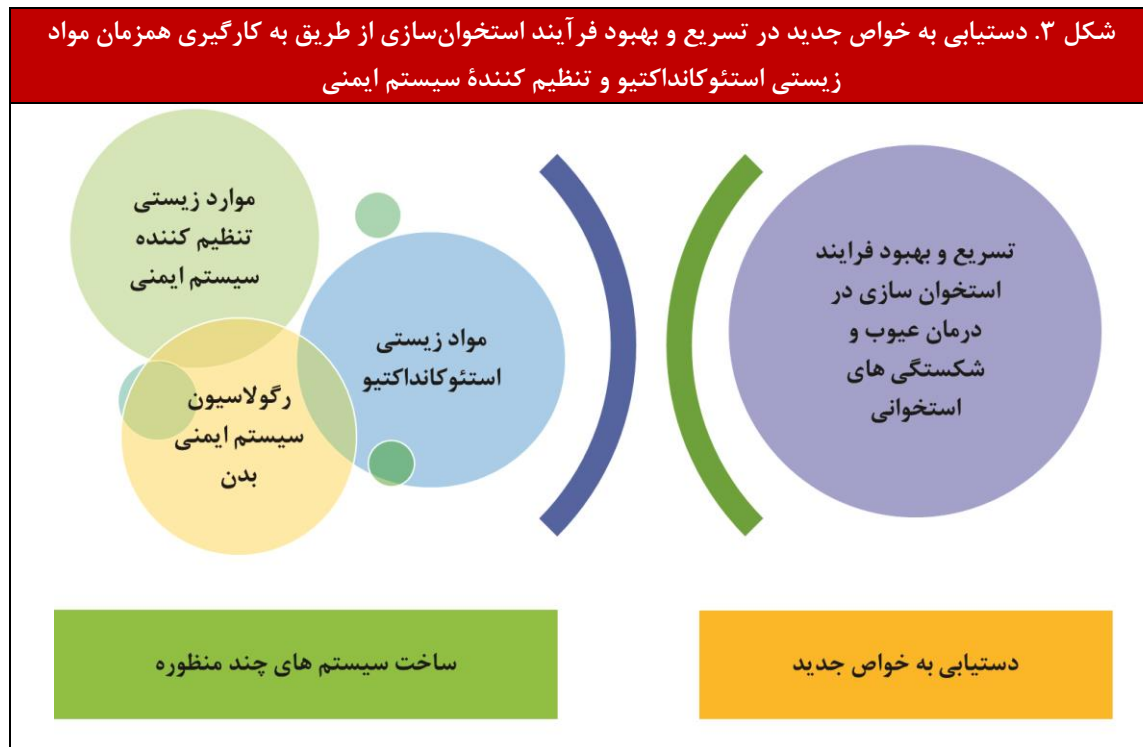 شکل ۳. دستیابی به خواص جدید در تسریع و بهبود فرآیند استخوان‌سازی از طریق به کارگیری همزمان مواد
زیستی استئوکانداکتیو و تنظیم کنندۀ سیستم ایمنی
موارد زیستی
تنظیم کننده
سیستم ایمنی
مواد زیستی
استئوکانداکتیو
رگولاسیون
سیستم ایمنی
بدن
تسریع و بهبود فرایند
استخوان سازی در
درمان عیوب و
شکستگی های
استخوانی
ساخت سیستم های چند منظوره
دستیابی به خواص جدید